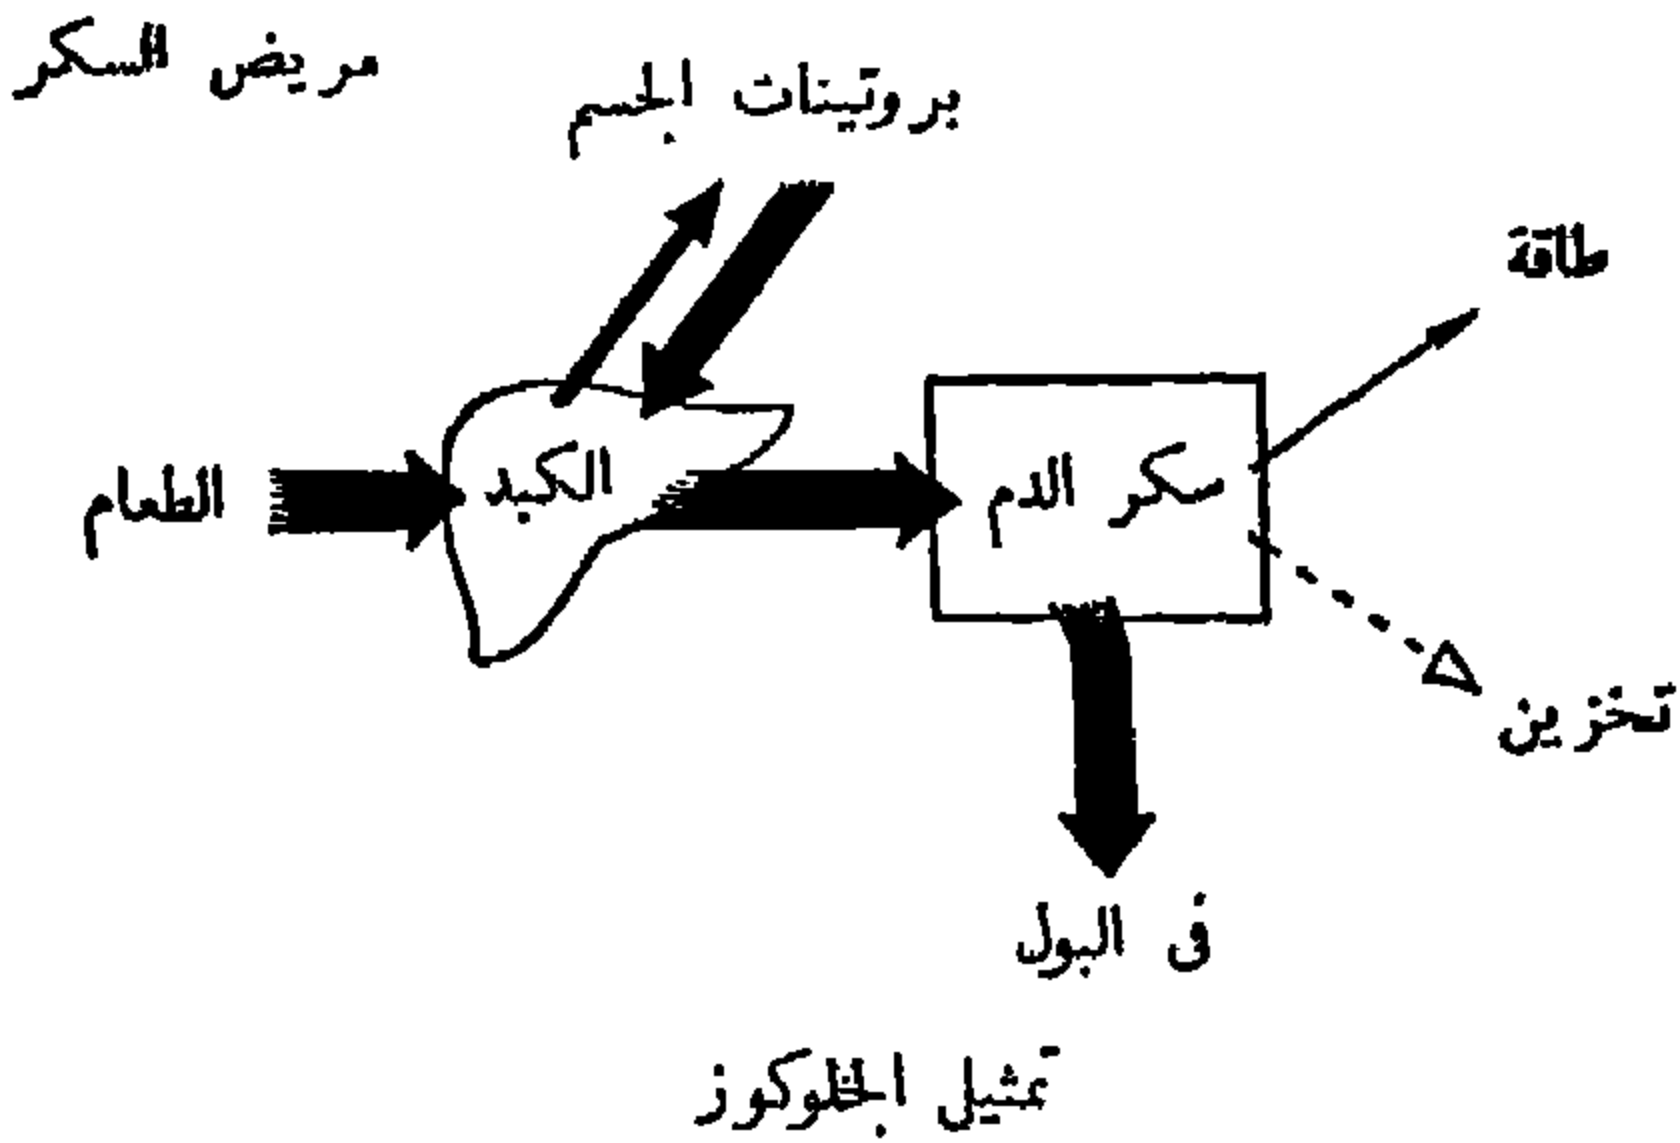 مريض السكر
بروتينات الجسم
طاقة
الطعام
الكبد
سكر الدم
تخزين
فى البول
تمثيل الجلوكوز